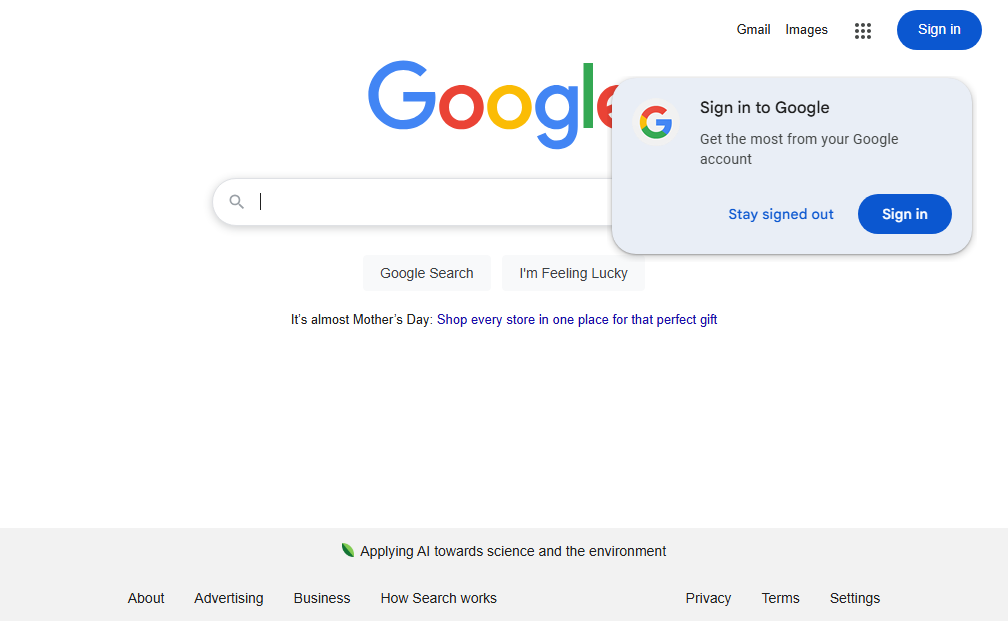 Gmail Images Sign in
Google
Sign in to Google
Get the most from your Google
account
Stay signed out Sign in
Google Search I'm Feeling Lucky
It’s almost Mother’s Day: Shop every store in one place for that perfect gift
Applying AI towards science and the environment
About Advertising Business How Search works Privacy Terms Settings